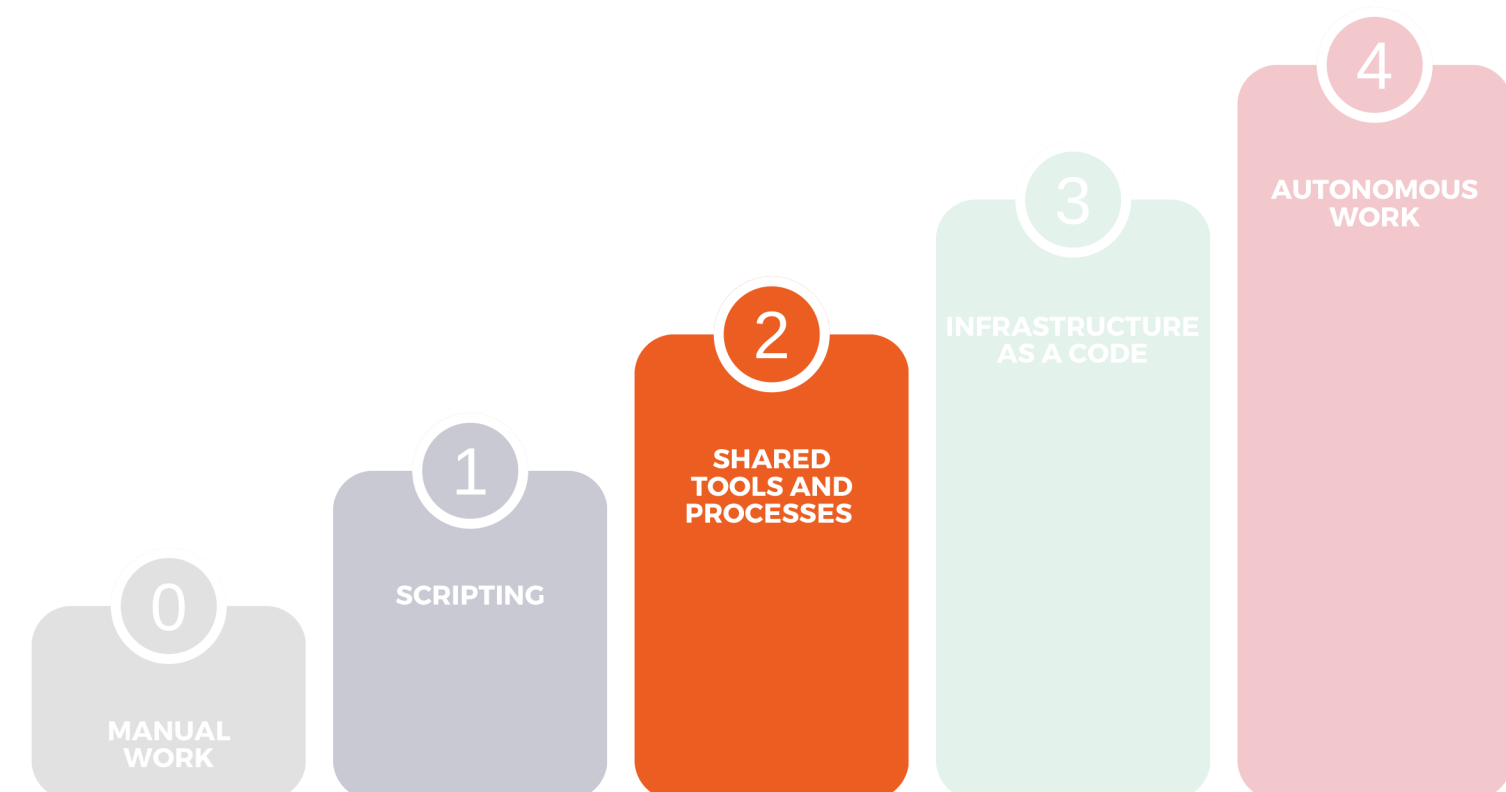 0
MANUAL
WORK
1
SCRIPTING
2
SHARED
TOOLS AND
PROCESSES
3
INFRASTRUCTURE
AS A CODE
4
AUTONOMOUS
WORK